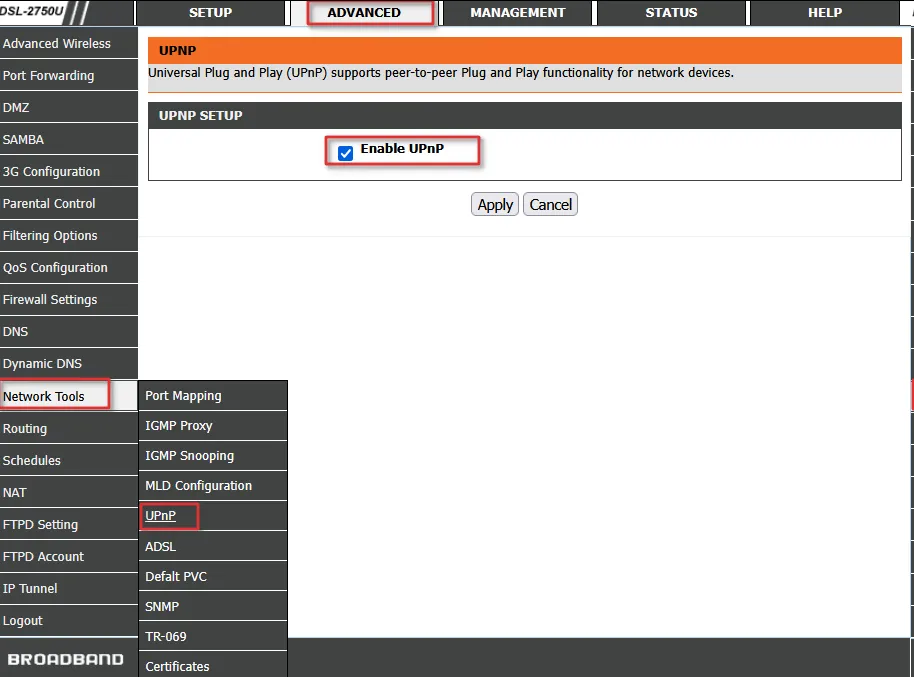 DSL-2750U
SETUP
ADVANCED
MANAGEMENT
STATUS
HELP
Advanced Wireless
Port Forwarding
DMZ
SAMBA
3G Configuration
Parental Control
Filtering Options
QoS Configuration
Firewall Settings
DNS
Dynamic DNS
Network Tools
Routing
Schedules
NAT
FTPD Setting
FTPD Account
IP Tunnel
Logout
UPNP
Universal Plug and Play (UPnP) supports peer-to-peer Plug and Play functionality for network devices.
UPNP SETUP
Enable UPnP
Apply
Cancel
Port Mapping
IGMP Proxy
IGMP Snooping
MLD Configuration
UPnP
ADSL
Defalt PVC
SNMP
TR-069
Certificates
BROADBAND